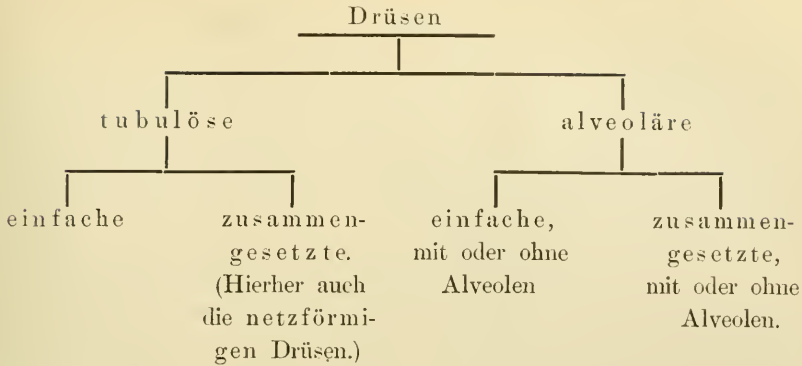 Drüsen
tubulöse
alveoläre
einfache
zusammen-
gesetzte.
(Hierher auch
die netzförmi-
gen Drüsen.)
einfache,
mit oder ohne
Alveolen
zusammen-
gesetzte,
mit oder ohne
Alveolen.